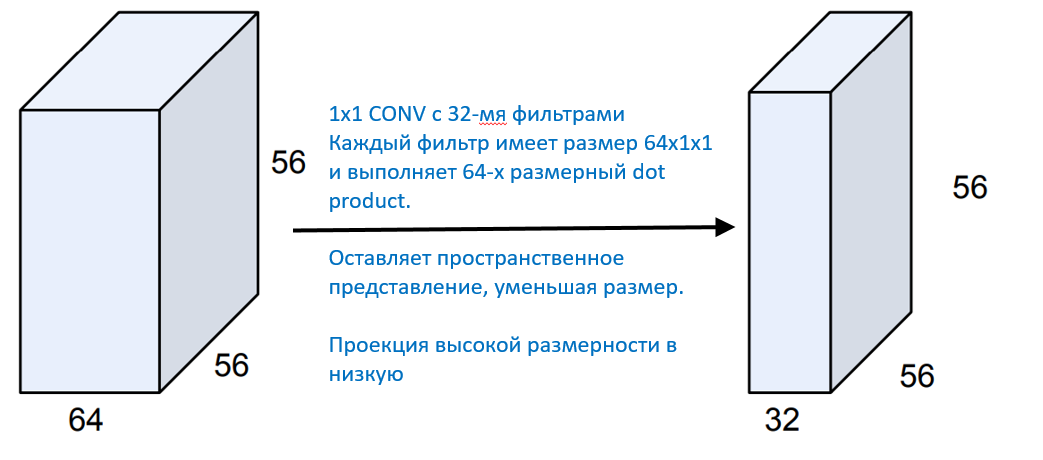 1x1 CONV с 32-мя фильтрами
Каждый фильтр имеет размер 64x1x1
и выполняет 64-х размерный dot
product.
Оставляет пространственное
представление, уменьшая размер.
Проекция высокой размерности в
низкую
56
56
64
56
56
32